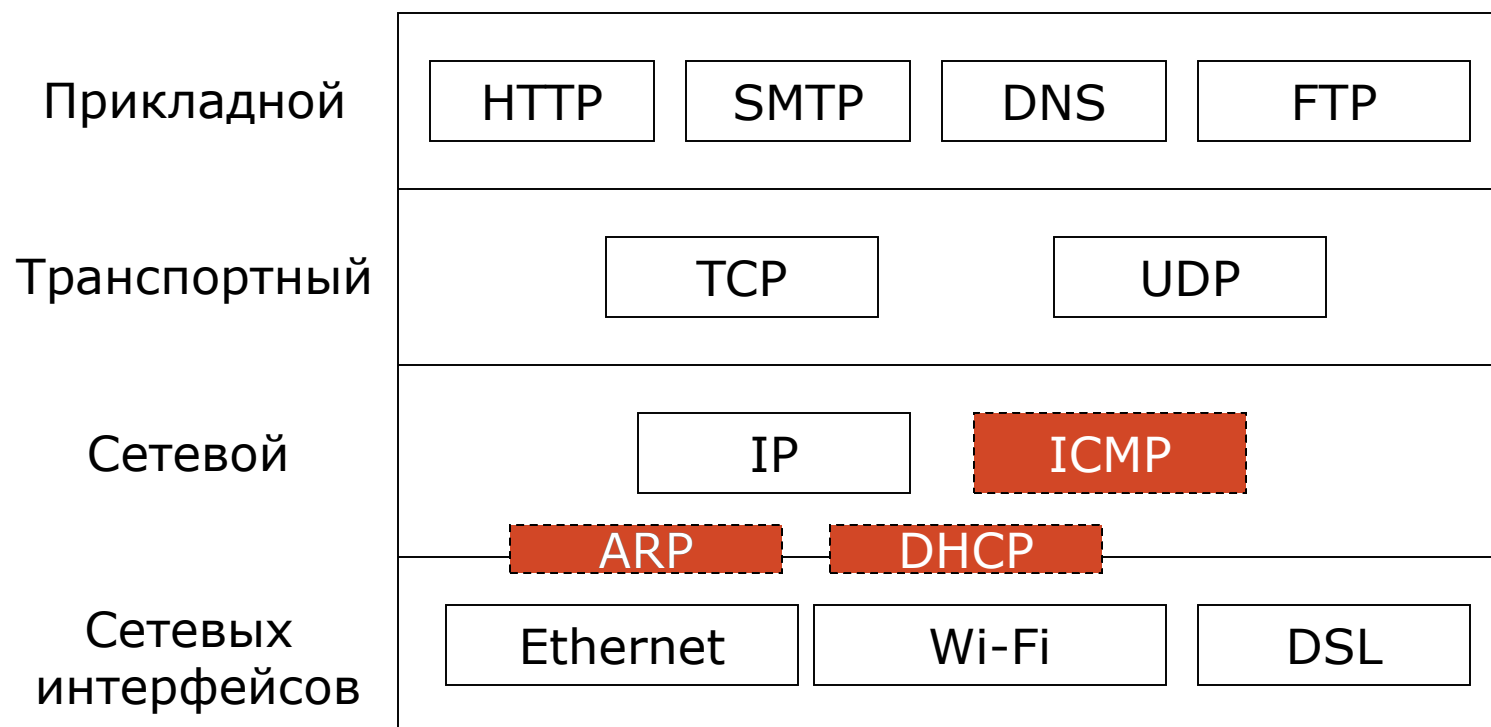 Прикладной
HTTP
SMTP
DNS
FTP
Транспортный
TCP
UDP
Сетевой
IP
ICMP
ARP
DHCP
Сетевых
интерфейсов
Ethernet
Wi-Fi
DSL